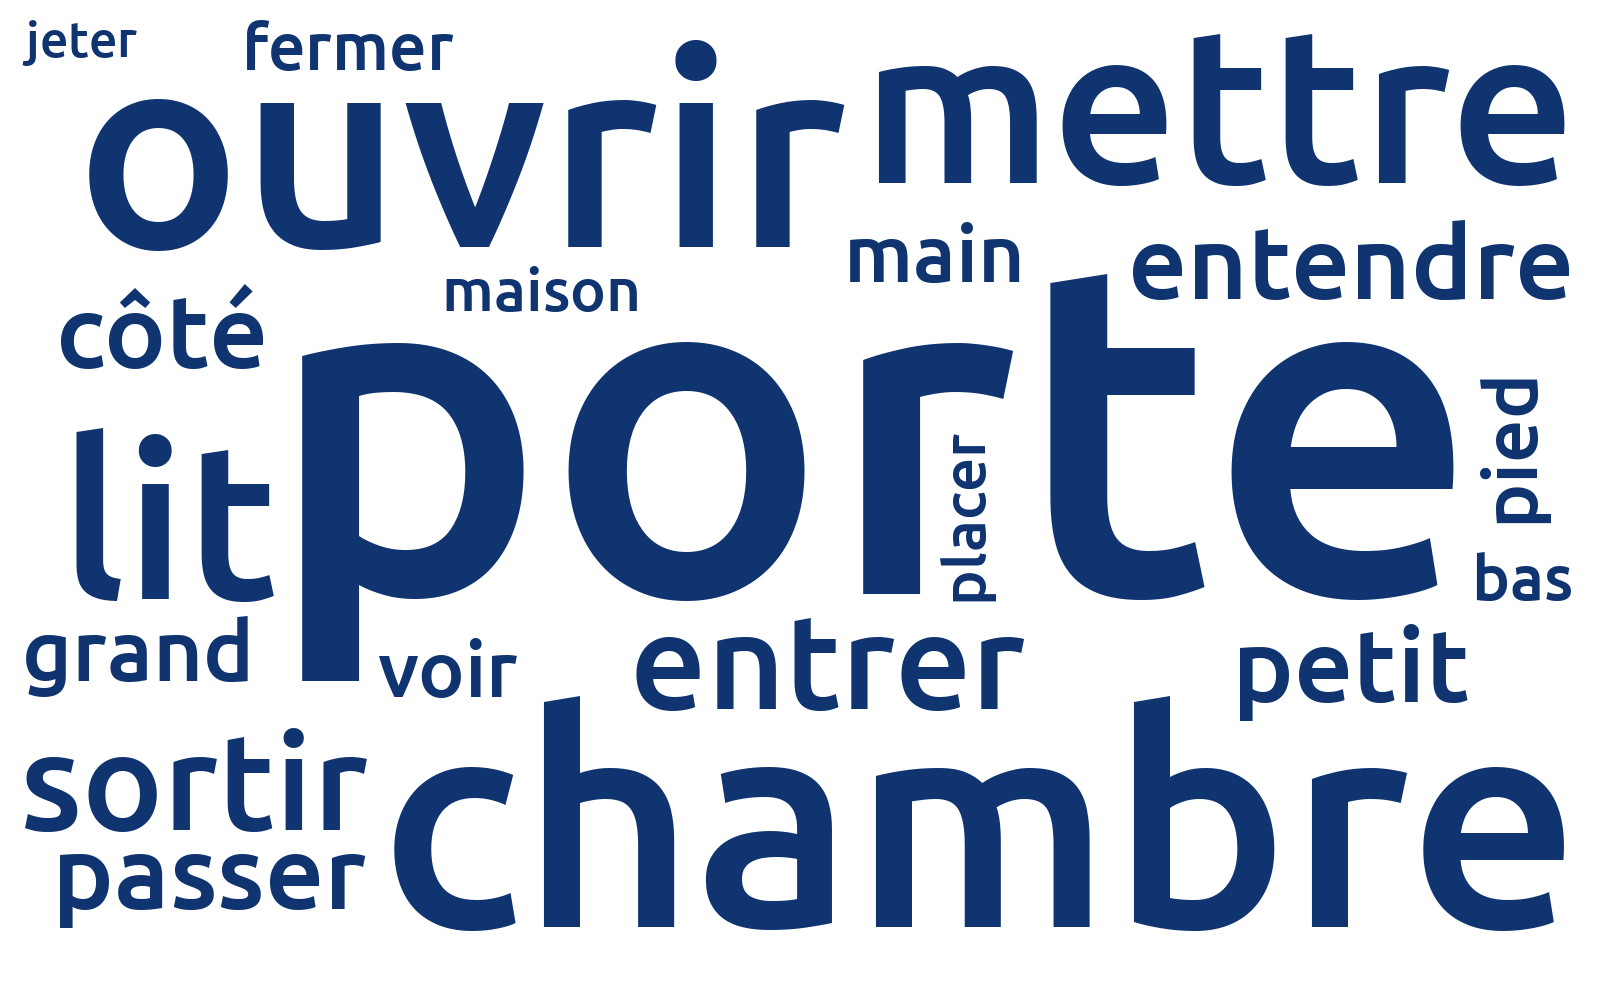 jeter
fermer
ouvrir
mettre
main
entendre
maison
côté
porte
pied
lit
placer
bas
grand
voir
entrer
petit
sortir
chambre
passer